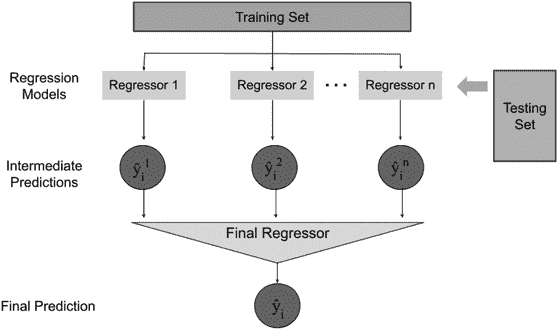 Training Set
Regression
Models
Regressor 1
Regressor 2
• • •
Regressor n
Testing
Set
Intermediate
Predictions
ŷᵢ¹
ŷᵢ²
ŷᵢⁿ
Final Regressor
Final Prediction
ŷᵢ